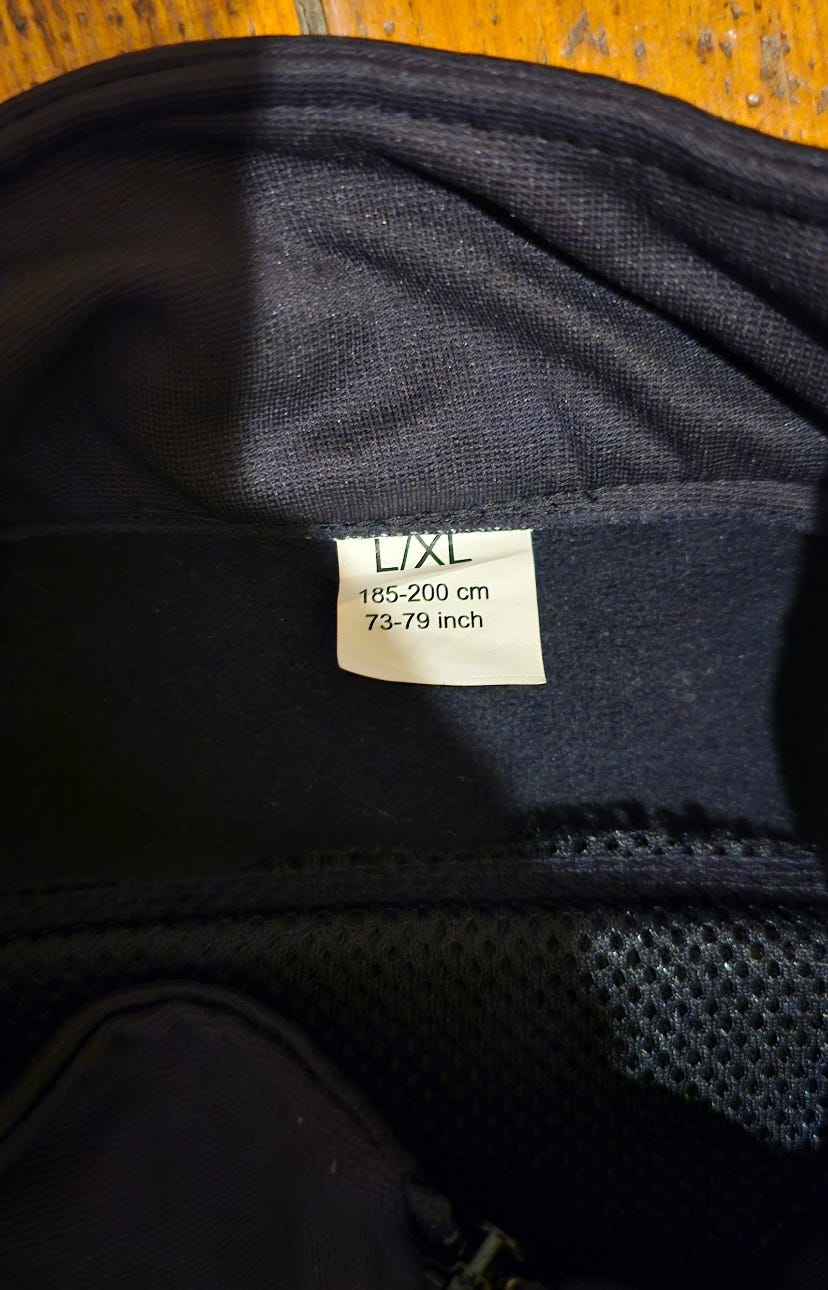 L/XL
185-200 cm
73-79 inch